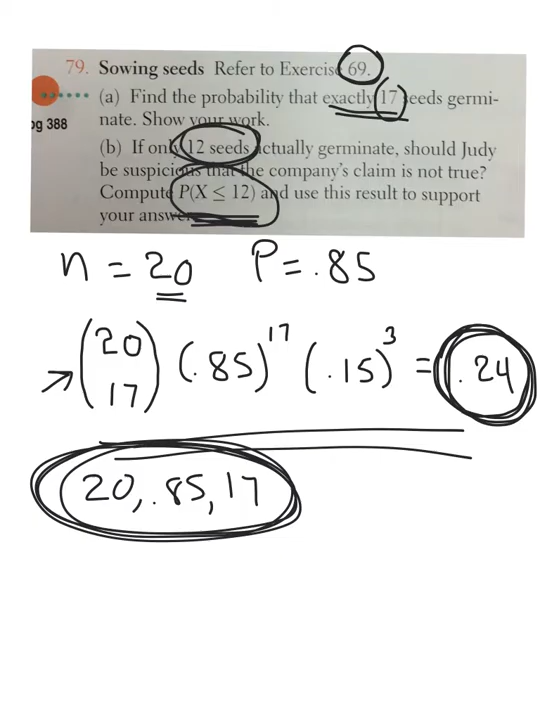 79. Sowing seeds Refer to Exercise 69.
(a) Find the probability that exactly 17 seeds germi-
pg 388
nate. Show your work.
(b) If only 12 seeds actually germinate, should Judy
be suspicious that the company's claim is not true?
Compute P(X ≤ 12) and use this result to support
your answer.
n = 20 P = .85
(20 17) (.85)^17 (.15)^3 = .24
20, .85, 17